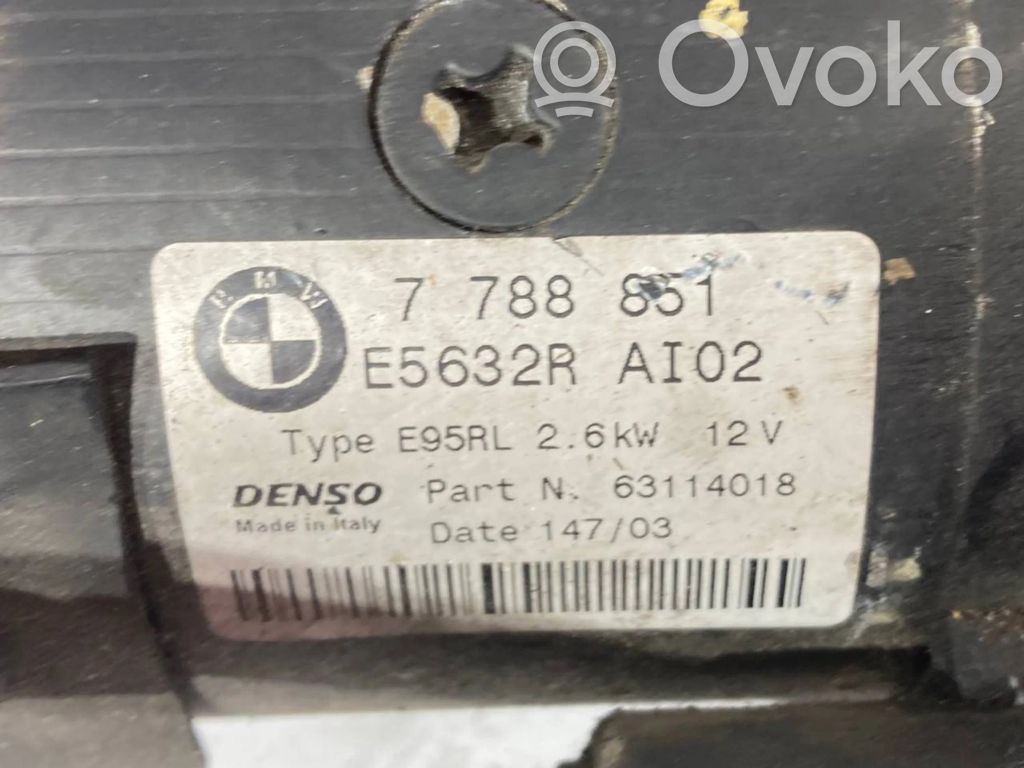 Ovoko
BMW
7 788 851
E5632R AI02
Type E95RL 2.6kW 12V
DENSO Part N. 63114018
Made in Italy
Date 147/03